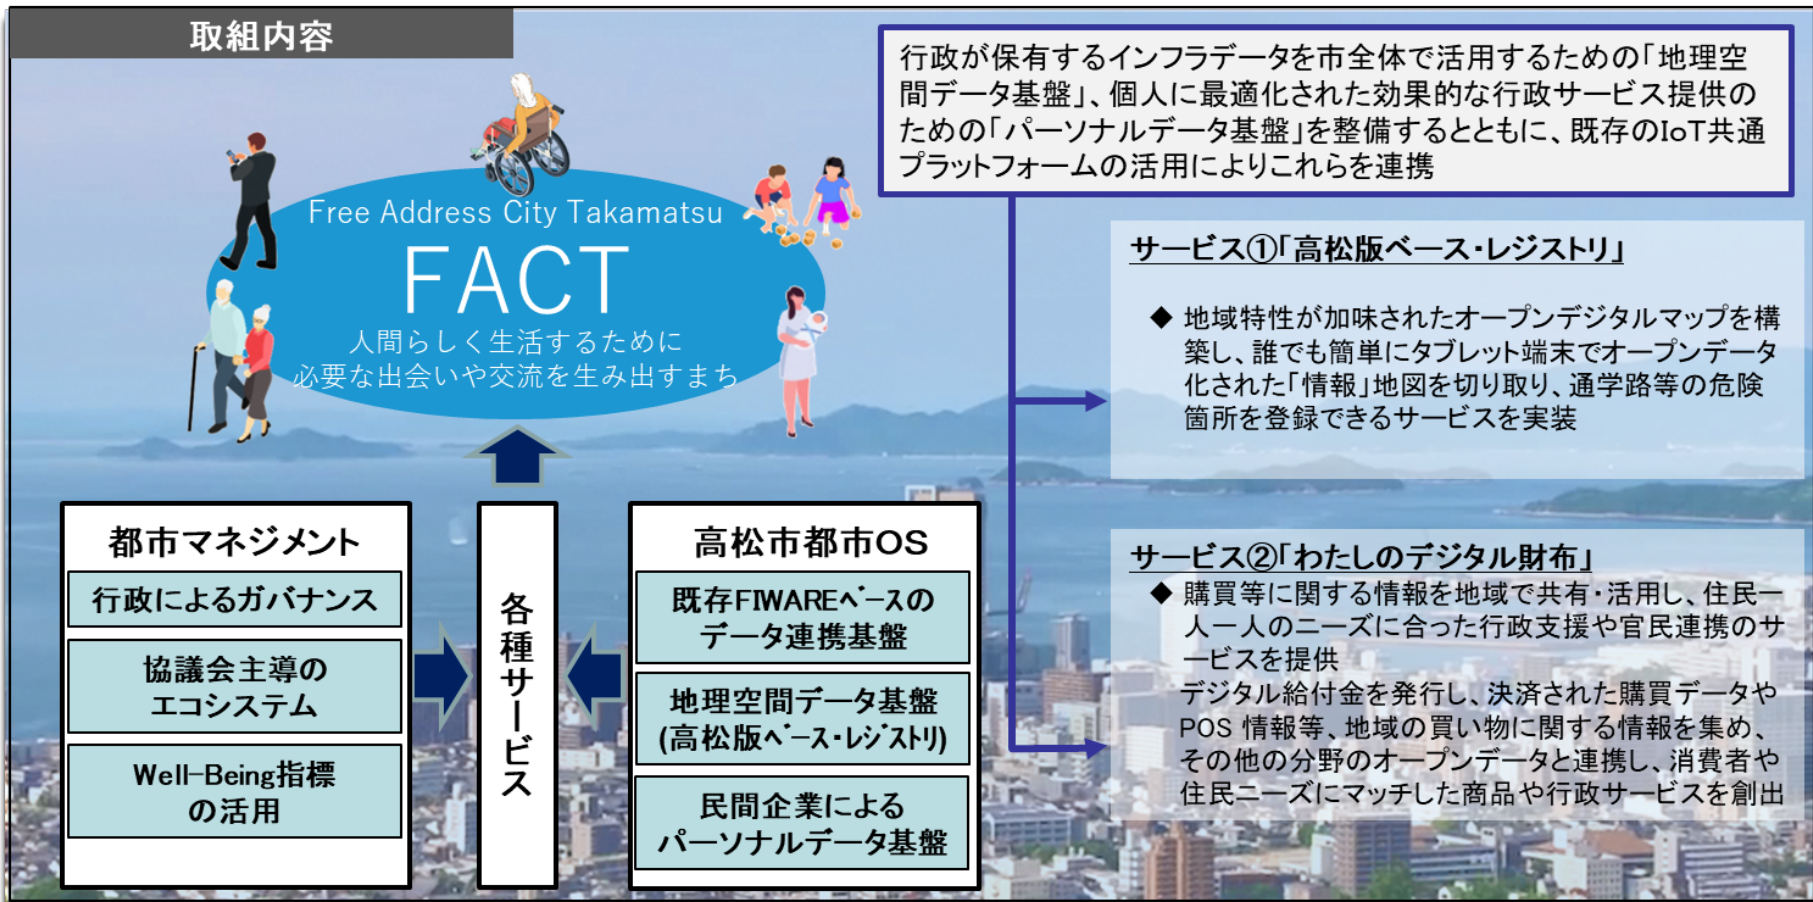 取組内容
行政が保有するインフラデータを市全体で活用するための「地理空
間データ基盤」、個人に最適化された効果的な行政サービス提供の
ための「パーソナルデータ基盤」を整備するとともに、既存のIoT共通
プラットフォームの活用によりこれらを連携
Free Address City Takamatsu
FACT
人間らしく生活するために
必要な出会いや交流を生み出すまち
サービス①「高松版ベース・レジストリ」
◆ 地域特性が加味されたオープンデジタルマップを構
築し、誰でも簡単にタブレット端末でオープンデータ
化された「情報」地図を切り取り、通学路等の危険
箇所を登録できるサービスを実装
都市マネジメント
行政によるガバナンス
協議会主導の
エコシステム
Well-Being指標
の活用
各種サービス
高松市都市OS
既存FIWAREベースの
データ連携基盤
地理空間データ基盤
(高松版ベース・レジストリ)
民間企業による
パーソナルデータ基盤
サービス②「わたしのデジタル財布」
◆ 購買等に関する情報を地域で共有・活用し、住民一
人一人のニーズに合った行政支援や官民連携のサ
ービスを提供
デジタル給付金を発行し、決済された購買データや
POS 情報等、地域の買い物に関する情報を集め、
その他の分野のオープンデータと連携し、消費者や
住民ニーズにマッチした商品や行政サービスを創出